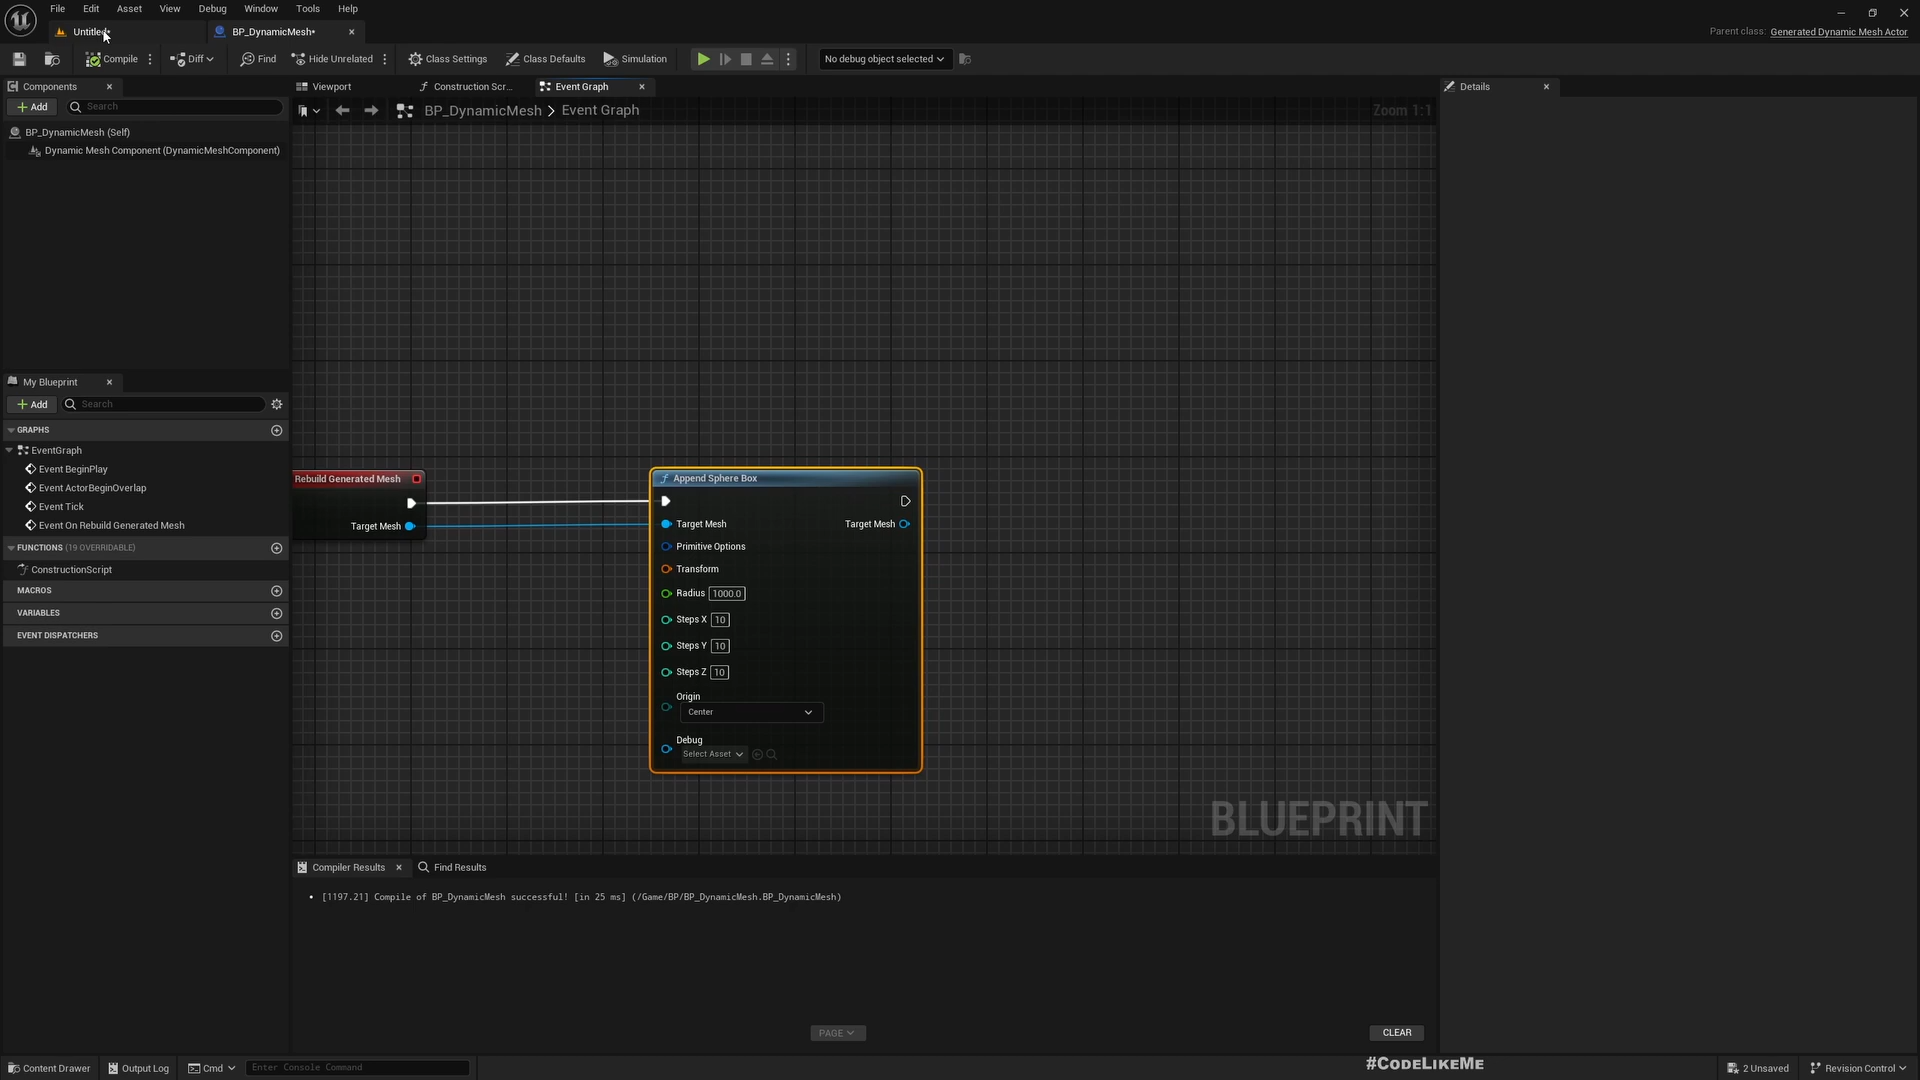 File Edit Asset View Debug Window Tools Help
Untitled*
BP_DynamicMesh*
Parent class: Generated Dynamic Mesh Actor
Compile
Diff
Find
Hide Unrelated
Class Settings
Class Defaults
Simulation
No debug object selected
Components
Viewport
Construction Scr...
Event Graph
Details
Add
Search
BP_DynamicMesh > Event Graph
Zoom 1:1
BP_DynamicMesh (Self)
Dynamic Mesh Component (DynamicMeshComponent)
My Blueprint
Add
Search
GRAPHS
EventGraph
Event BeginPlay
Event ActorBeginOverlap
Event Tick
Event On Rebuild Generated Mesh
FUNCTIONS (19 OVERRIDABLE)
ConstructionScript
MACROS
VARIABLES
EVENT DISPATCHERS
Rebuild Generated Mesh
Target Mesh
Append Sphere Box
Target Mesh
Target Mesh
Primitive Options
Transform
Radius 1000.0
Steps X 10
Steps Y 10
Steps Z 10
Origin
Center
Debug
Select Asset
BLUEPRINT
Compiler Results
Find Results
[1197.21] Compile of BP_DynamicMesh successful! [in 25 ms] (/Game/BP/BP_DynamicMesh.BP_DynamicMesh)
PAGE
CLEAR
#CODELIKEME
Content Drawer
Output Log
Cmd
Enter Console Command
2 Unsaved
Revision Control